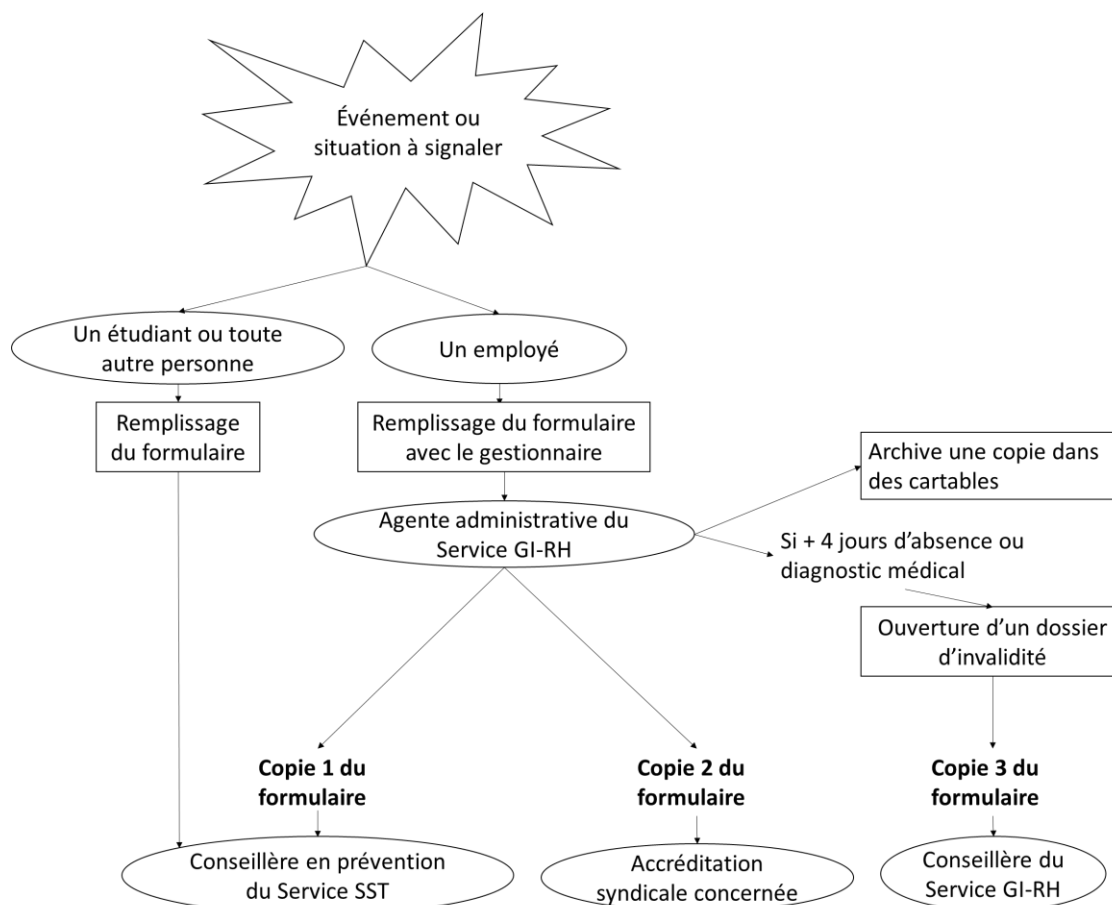 Événement ou
situation à signaler
Un étudiant ou toute
autre personne
Un employé
Remplissage
du formulaire
Remplissage du formulaire
avec le gestionnaire
Archive une copie dans
des cartables
Agente administrative du
Service GI-RH
Si + 4 jours d’absence ou
diagnostic médical
Ouverture d’un dossier
d’invalidité
Copie 1 du
formulaire
Copie 2 du
formulaire
Copie 3 du
formulaire
Conseillère en prévention
du Service SST
Accréditation
syndicale concernée
Conseillère du
Service GI-RH